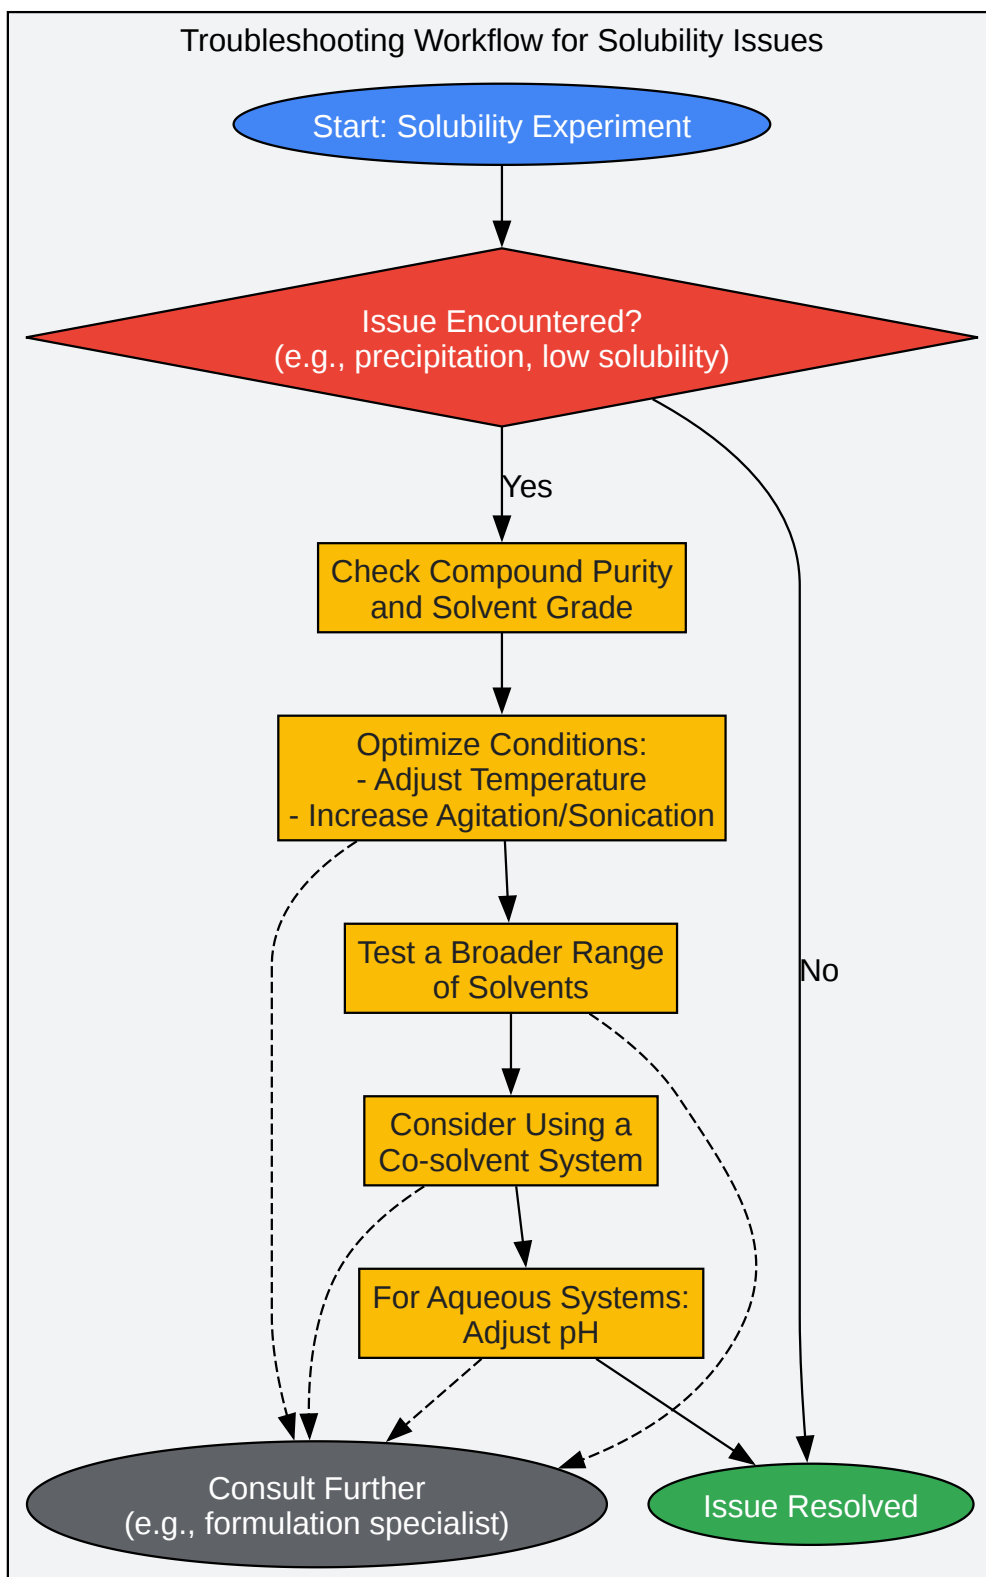 Troubleshooting Workflow for Solubility Issues
Start: Solubility Experiment
Issue Encountered?
(e.g., precipitation, low solubility)
Yes
Check Compound Purity
and Solvent Grade
Optimize Conditions:
- Adjust Temperature
- Increase Agitation/Sonication
Test a Broader Range
of Solvents
No
Consider Using a
Co-solvent System
For Aqueous Systems:
Adjust pH
Consult Further
(e.g., formulation specialist)
Issue Resolved